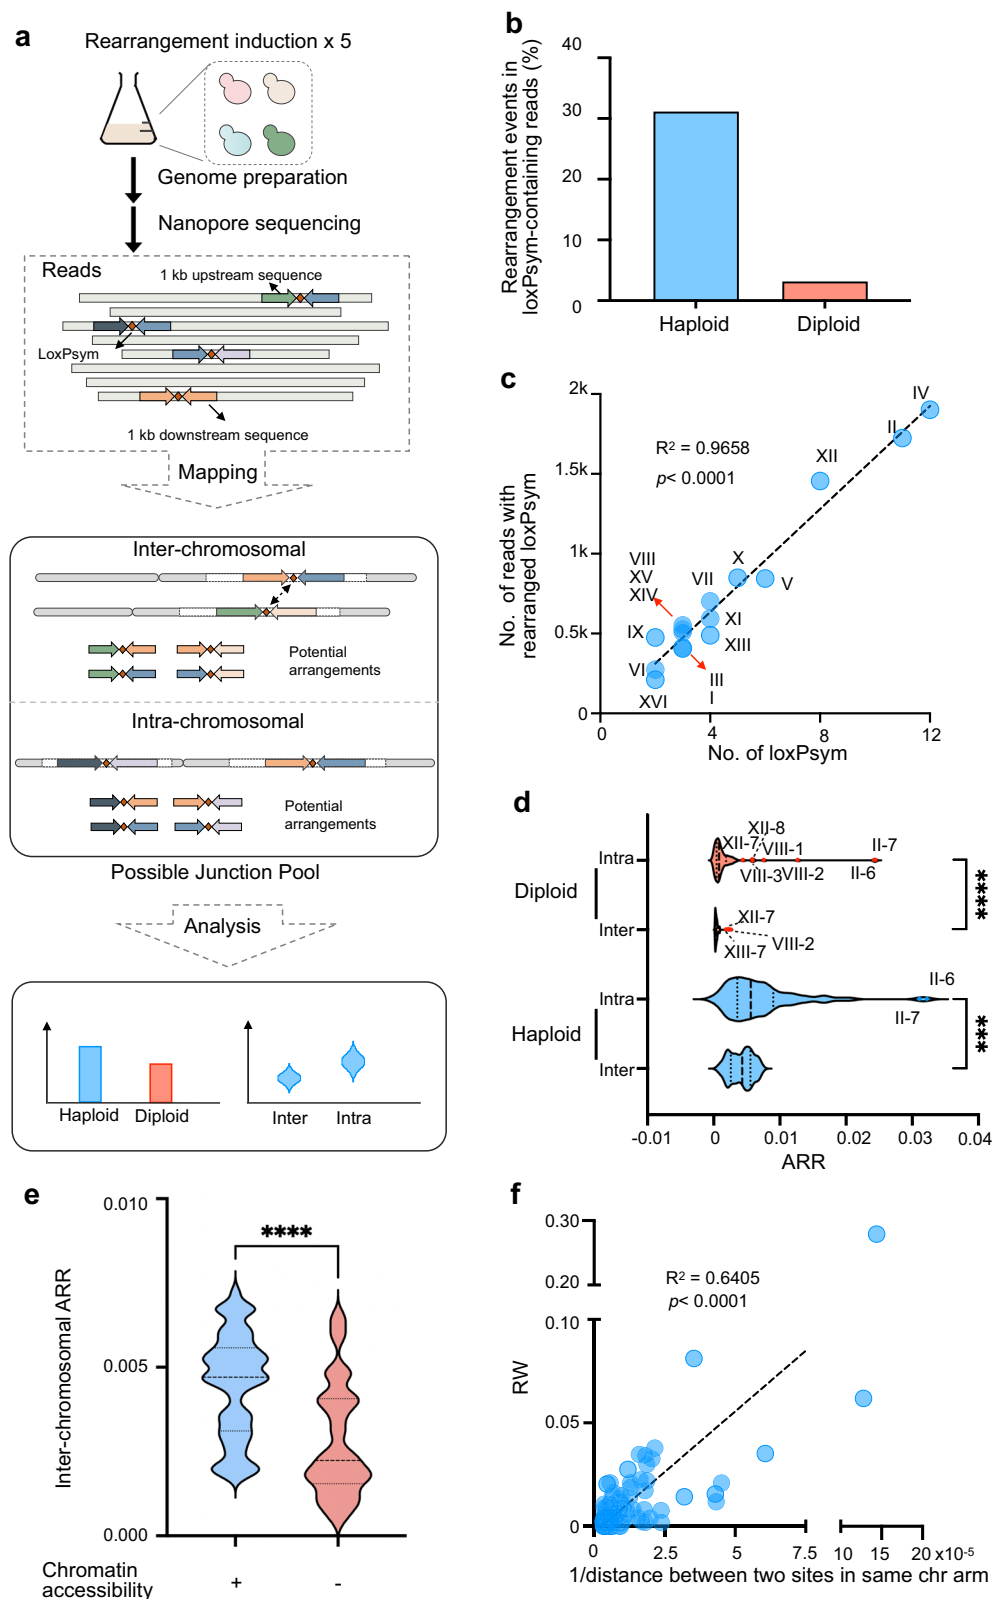 a
Rearrangement induction x 5
Genome preparation
Nanopore sequencing
Reads
1 kb upstream sequence
LoxPsym
1 kb downstream sequence
Mapping
Inter-chromosomal
Potential
arrangements
Intra-chromosomal
Potential
arrangements
Possible Junction Pool
Analysis
Haploid
Diploid
Inter
Intra
b
Rearrangement events in
loxPsym-containing reads (%)
40
30
20
10
0
Haploid
Diploid
c
No. of reads with
rearranged loxPsym
2k
1.5k
1k
0.5k
0
R² = 0.9658
p< 0.0001
IV
II
XII
X
V
VIII
XV
XIV
VII
XI
XIII
IX
VI
XVI
III
I
0
4
8
12
No. of loxPsym
d
Diploid
Intra
Inter
Haploid
Intra
Inter
XII-8
XII-7
VIII-1
II-7
VIII-3
VIII-2
II-6
XII-7
XIII-7
VIII-2
II-6
II-7
****
***
-0.01
0
0.01
0.02
0.03
0.04
ARR
e
Inter-chromosomal ARR
0.010
0.005
0.000
****
Chromatin
accessibility
+
-
f
RW
0.30
0.20
0.10
0.05
0
R² = 0.6405
p< 0.0001
0
2.5
5
7.5
10
15
20
x10⁻⁵
1/distance between two sites in same chr arm